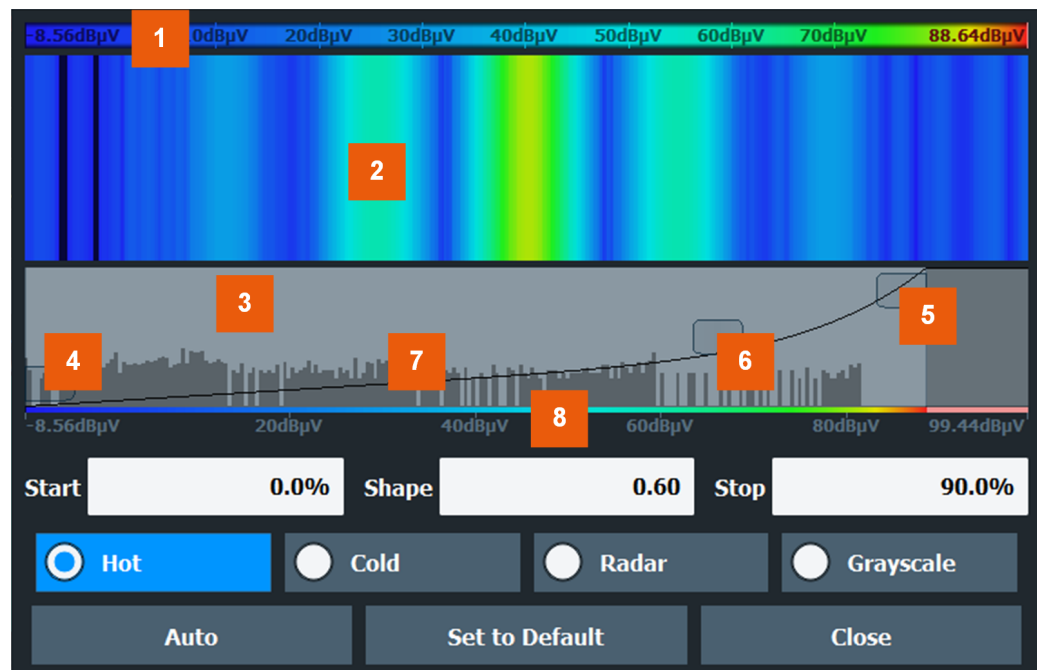 -8.56dBµV 1 0dBµV 20dBµV 30dBµV 40dBµV 50dBµV 60dBµV 70dBµV 88.64dBµV
2
3
5
4 7 6
8
-8.56dBµV 20dBµV 40dBµV 60dBµV 80dBµV 99.44dBµV
Start 0.0% Shape 0.60 Stop 90.0%
Hot Cold Radar Grayscale
Auto Set to Default Close